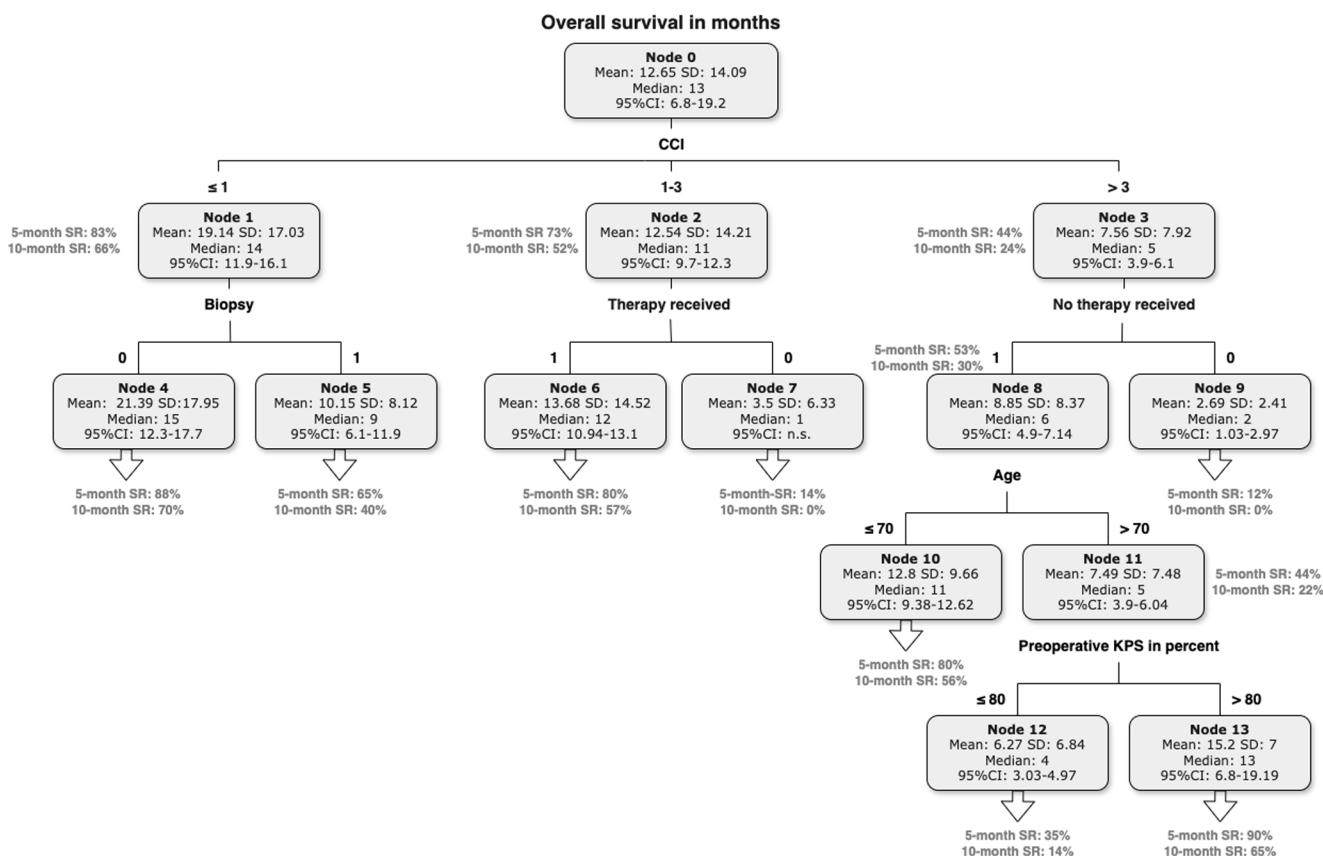 Overall survival in months
Node 0
Mean: 12.65 SD: 14.09
Median: 13
95%CI: 6.8-19.2
CCI
≤ 1
1-3
> 3
5-month SR: 83%
10-month SR: 66%
Node 1
Mean: 19.14 SD: 17.03
Median: 14
95%CI: 11.9-16.1
5-month SR 73%
10-month SR: 52%
Node 2
Mean: 12.54 SD: 14.21
Median: 11
95%CI: 9.7-12.3
5-month SR: 44%
10-month SR: 24%
Node 3
Mean: 7.56 SD: 7.92
Median: 5
95%CI: 3.9-6.1
Biopsy
Therapy received
No therapy received
0
1
1
0
5-month SR: 53%
10-month SR: 30%
1
0
Node 4
Mean: 21.39 SD:17.95
Median: 15
95%CI: 12.3-17.7
Node 5
Mean: 10.15 SD: 8.12
Median: 9
95%CI: 6.1-11.9
Node 6
Mean: 13.68 SD: 14.52
Median: 12
95%CI: 10.94-13.1
Node 7
Mean: 3.5 SD: 6.33
Median: 1
95%CI: n.s.
Node 8
Mean: 8.85 SD: 8.37
Median: 6
95%CI: 4.9-7.14
Node 9
Mean: 2.69 SD: 2.41
Median: 2
95%CI: 1.03-2.97
5-month SR: 88%
10-month SR: 70%
5-month SR: 65%
10-month SR: 40%
5-month SR: 80%
10-month SR: 57%
5-month-SR: 14%
10-month SR: 0%
Age
5-month SR: 12%
10-month SR: 0%
≤ 70
> 70
Node 10
Mean: 12.8 SD: 9.66
Median: 11
95%CI: 9.38-12.62
Node 11
Mean: 7.49 SD: 7.48
Median: 5
95%CI: 3.9-6.04
5-month SR: 44%
10-month SR: 22%
5-month SR: 80%
10-month SR: 56%
Preoperative KPS in percent
≤ 80
> 80
Node 12
Mean: 6.27 SD: 6.84
Median: 4
95%CI: 3.03-4.97
Node 13
Mean: 15.2 SD: 7
Median: 13
95%CI: 6.8-19.19
5-month SR: 35%
10-month SR: 14%
5-month SR: 90%
10-month SR: 65%